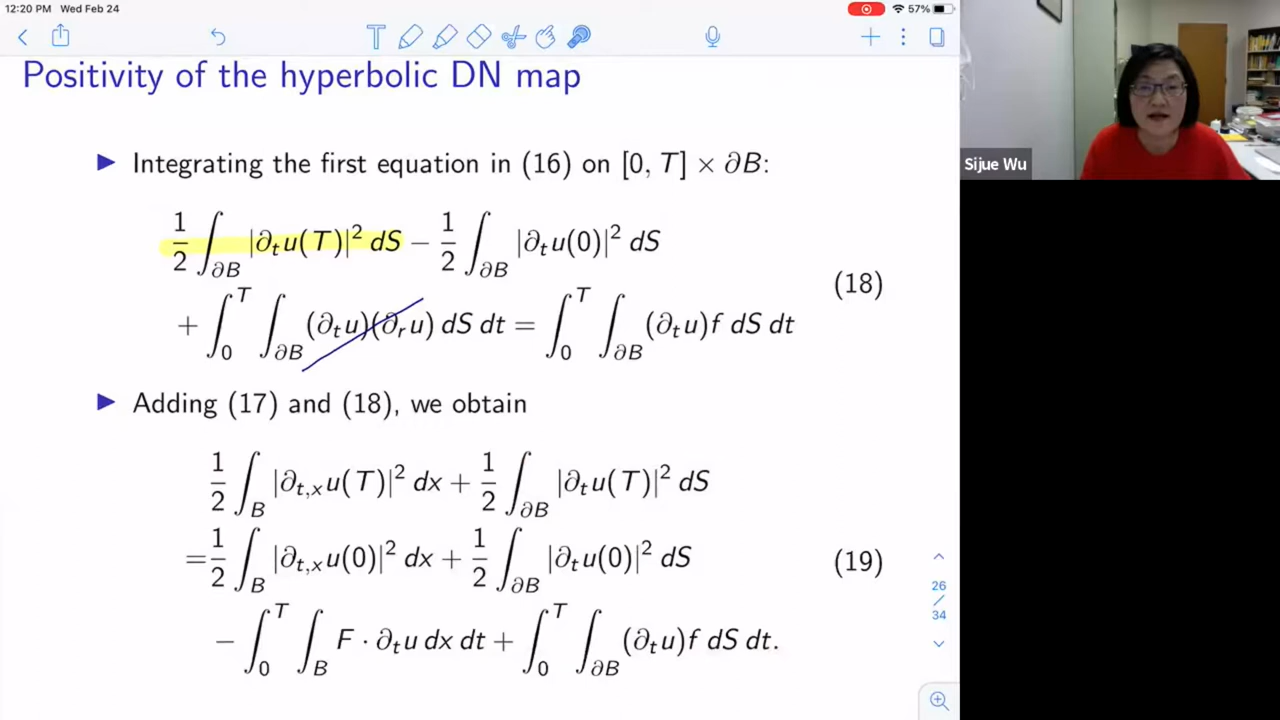 12:20 PM Wed Feb 24
57%
Positivity of the hyperbolic DN map
▶ Integrating the first equation in (16) on [0, T] × ∂B:
1/2 ∫_{∂B} |∂_t u(T)|² dS − 1/2 ∫_{∂B} |∂_t u(0)|² dS
+ ∫_0^T ∫_{∂B} (∂_t u)(∂_r u) dS dt = ∫_0^T ∫_{∂B} (∂_t u)f dS dt
(18)
▶ Adding (17) and (18), we obtain
1/2 ∫_B |∂_{t,x} u(T)|² dx + 1/2 ∫_{∂B} |∂_t u(T)|² dS
= 1/2 ∫_B |∂_{t,x} u(0)|² dx + 1/2 ∫_{∂B} |∂_t u(0)|² dS
(19)
− ∫_0^T ∫_B F · ∂_t u dx dt + ∫_0^T ∫_{∂B} (∂_t u)f dS dt.
26
/
34
Sijue Wu